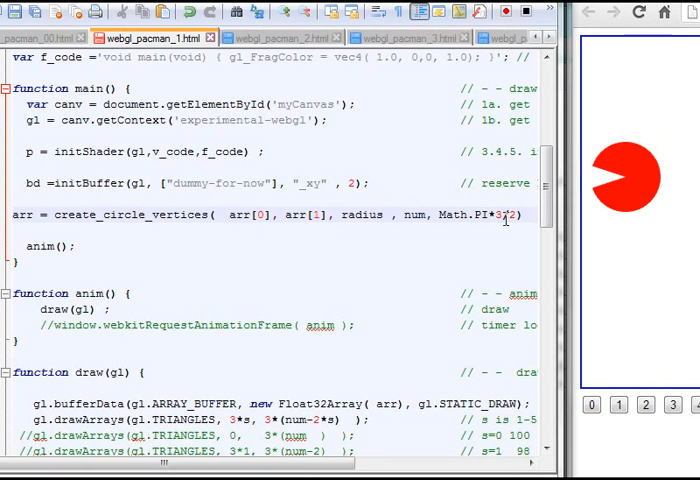 _pacman_00.html
webgl_pacman_1.html
webgl_pacman_2.html
webgl_pacman_3.html
webgl_p
var f_code ='void main(void) { gl_FragColor = vec4( 1.0, 0,0, 1.0); }'; //
function main() { // - - draw
var canv = document.getElementById('myCanvas'); // 1a. get
gl = canv.getContext('experimental-webgl'); // 1b. get
p = initShader(gl,v_code,f_code) ; // 3.4.5. i
bd =initBuffer(gl, ["dummy-for-now"], "_xy" , 2); // reserve
arr = create_circle_vertices( arr[0], arr[1], radius , num, Math.PI*3/2)
anim();
}
function anim() { // - - anim
draw(gl) ; // draw
//window.webkitRequestAnimationFrame( anim ); // timer lo
}
function draw(gl) { // - - dra
gl.bufferData(gl.ARRAY_BUFFER, new Float32Array( arr), gl.STATIC_DRAW);
gl.drawArrays(gl.TRIANGLES, 3*s, 3*(num-2*s) ); // s is 1-5
//gl.drawArrays(gl.TRIANGLES, 0, 3*(num ) ); // s=0 100
//gl.drawArrays(gl.TRIANGLES, 3*1, 3*(num-2) ); // s=1 98
0 1 2 3 4